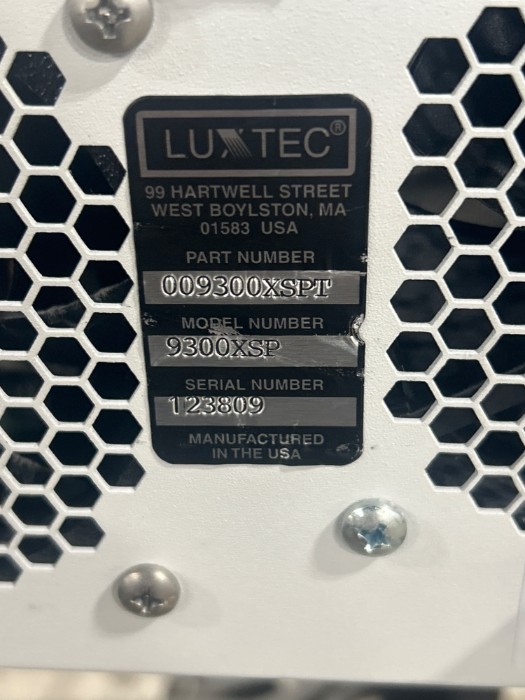 LUXTEC®
99 HARTWELL STREET
WEST BOYLSTON, MA
01583 USA
PART NUMBER
009300XSPT
MODEL NUMBER
9300XSP
SERIAL NUMBER
123809
MANUFACTURED
IN THE USA